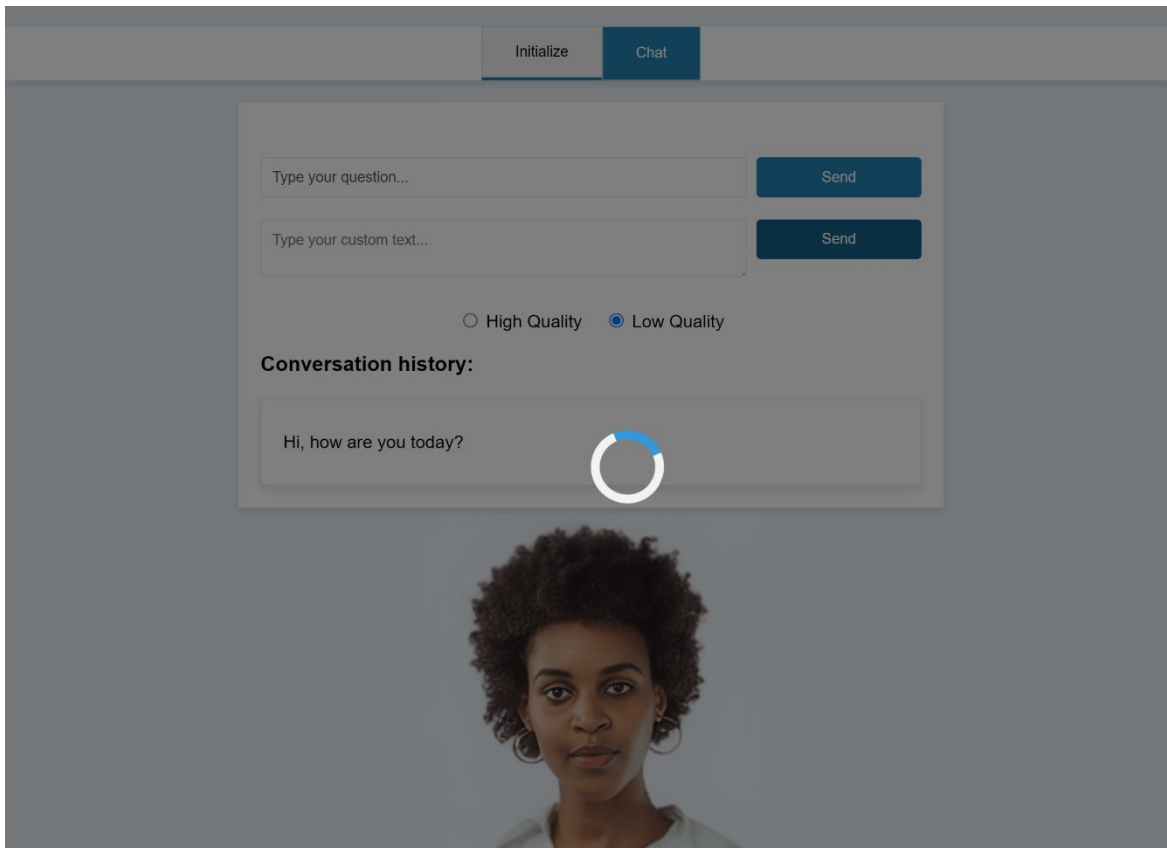 Initialize Chat
Type your question... Send
Type your custom text... Send
High Quality Low Quality
Conversation history:
Hi, how are you today?